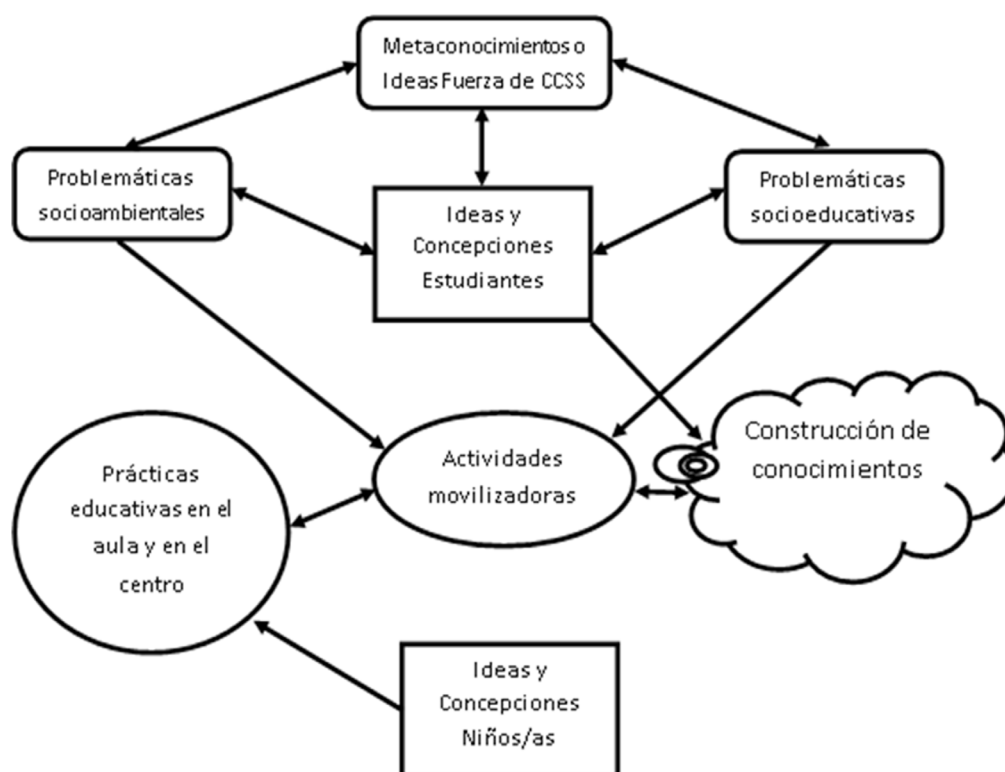 Metaconocimientos o
Ideas Fuerza de CCSS
Problemáticas
socioambientales
Ideas y
Concepciones
Estudiantes
Problemáticas
socioeducativas
Prácticas
educativas en el
aula y en el
centro
Actividades
movilizadoras
Construcción de
conocimientos
Ideas y
Concepciones
Niños/as